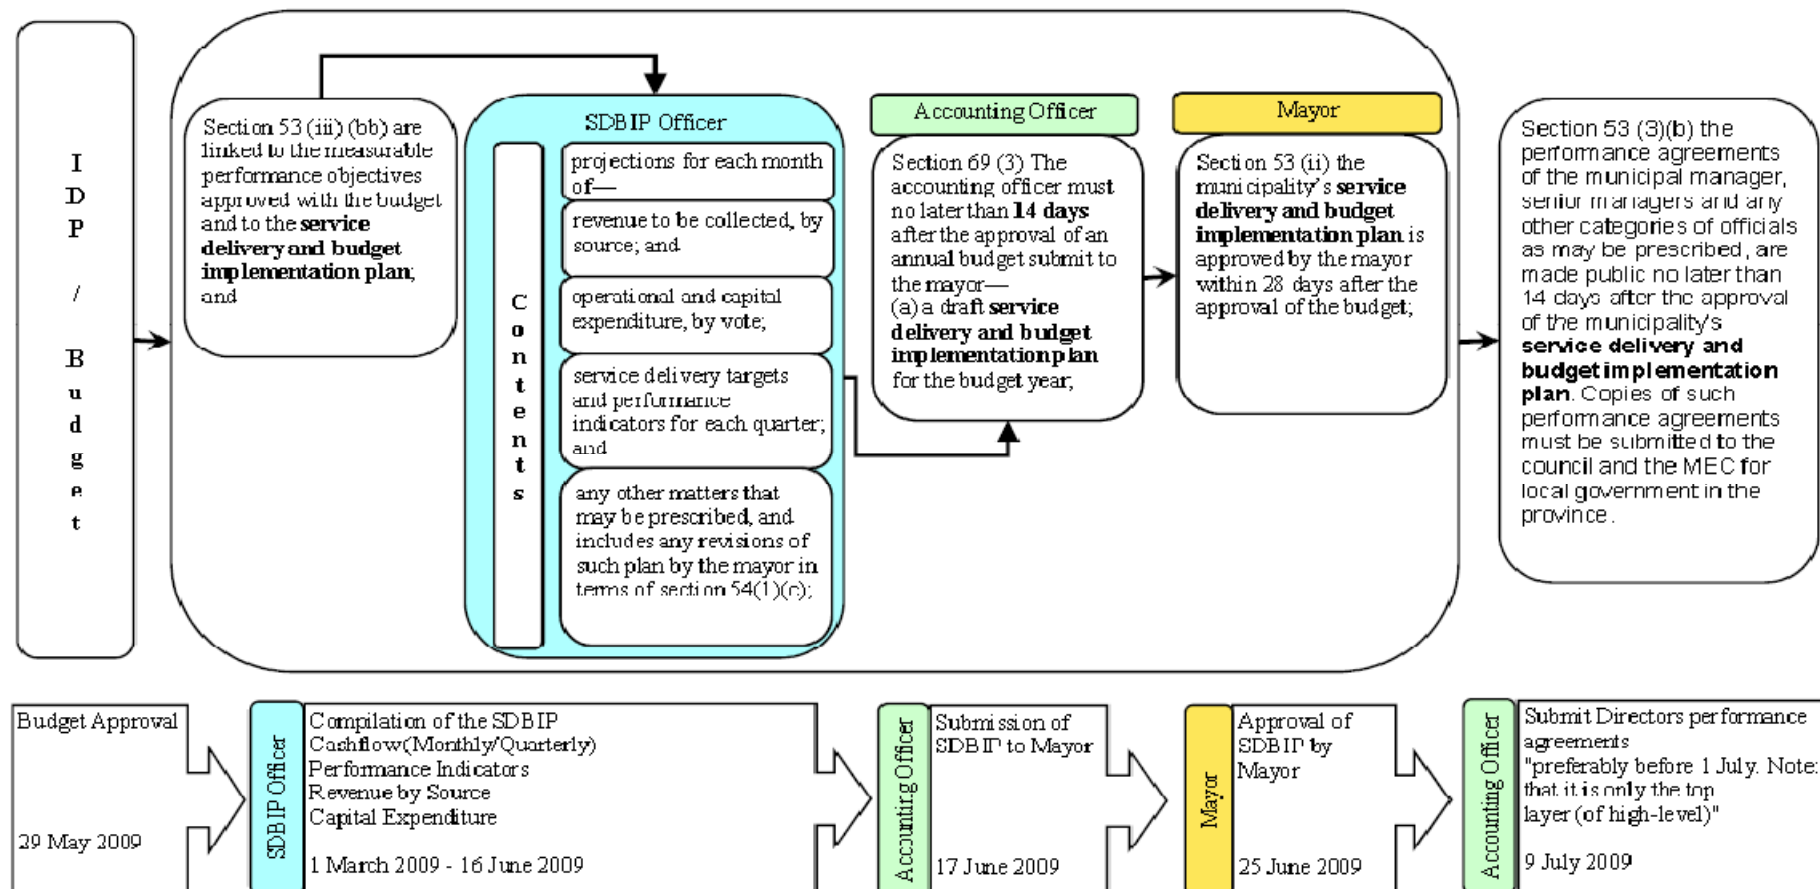 I
D
P
/
B
u
d
g
e
t
Section 53 (iii) (bb) are
linked to the measurable
performance objectives
approved with the budget
and to the service
delivery and budget
implementation plan;
and
SDBIP Officer
C
o
n
t
e
n
t
s
projections for each month
of—
revenue to be collected, by
source; and
operational and capital
expenditure, by vote;
service delivery targets
and performance
indicators for each quarter;
and
any other matters that
may be prescribed, and
includes any revisions of
such plan by the mayor in
terms of section 54(1)(c);
Accounting Officer
Section 69 (3) The
accounting officer must
no later than 14 days
after the approval of an
annual budget submit to
the mayor—
(a) a draft service
delivery and budget
implementation plan
for the budget year;
Mayor
Section 53 (ii) the
municipality's service
delivery and budget
implementation plan is
approved by the mayor
within 28 days after the
approval of the budget;
Section 53 (3)(b) the
performance agreements
of the municipal manager,
senior managers and any
other categories of officials
as may be prescribed, are
made public no later than
14 days after the approval
of the municipality's
service delivery and
budget implementation
plan. Copies of such
performance agreements
must be submitted to the
council and the MEC for
local government in the
province.
Budget Approval
29 May 2009
SDBIP Officer
Compilation of the SDBIP
Cashflow(Monthly/Quarterly)
Performance Indicators
Revenue by Source
Capital Expenditure
1 March 2009 - 16 June 2009
Accounting Officer
Submission of
SDBIP to Mayor
17 June 2009
Mayor
Approval of
SDBIP by
Mayor
25 June 2009
Accounting Officer
Submit Directors performance
agreements
"preferably before 1 July. Note:
that it is only the top
layer (of high-level)"
9 July 2009